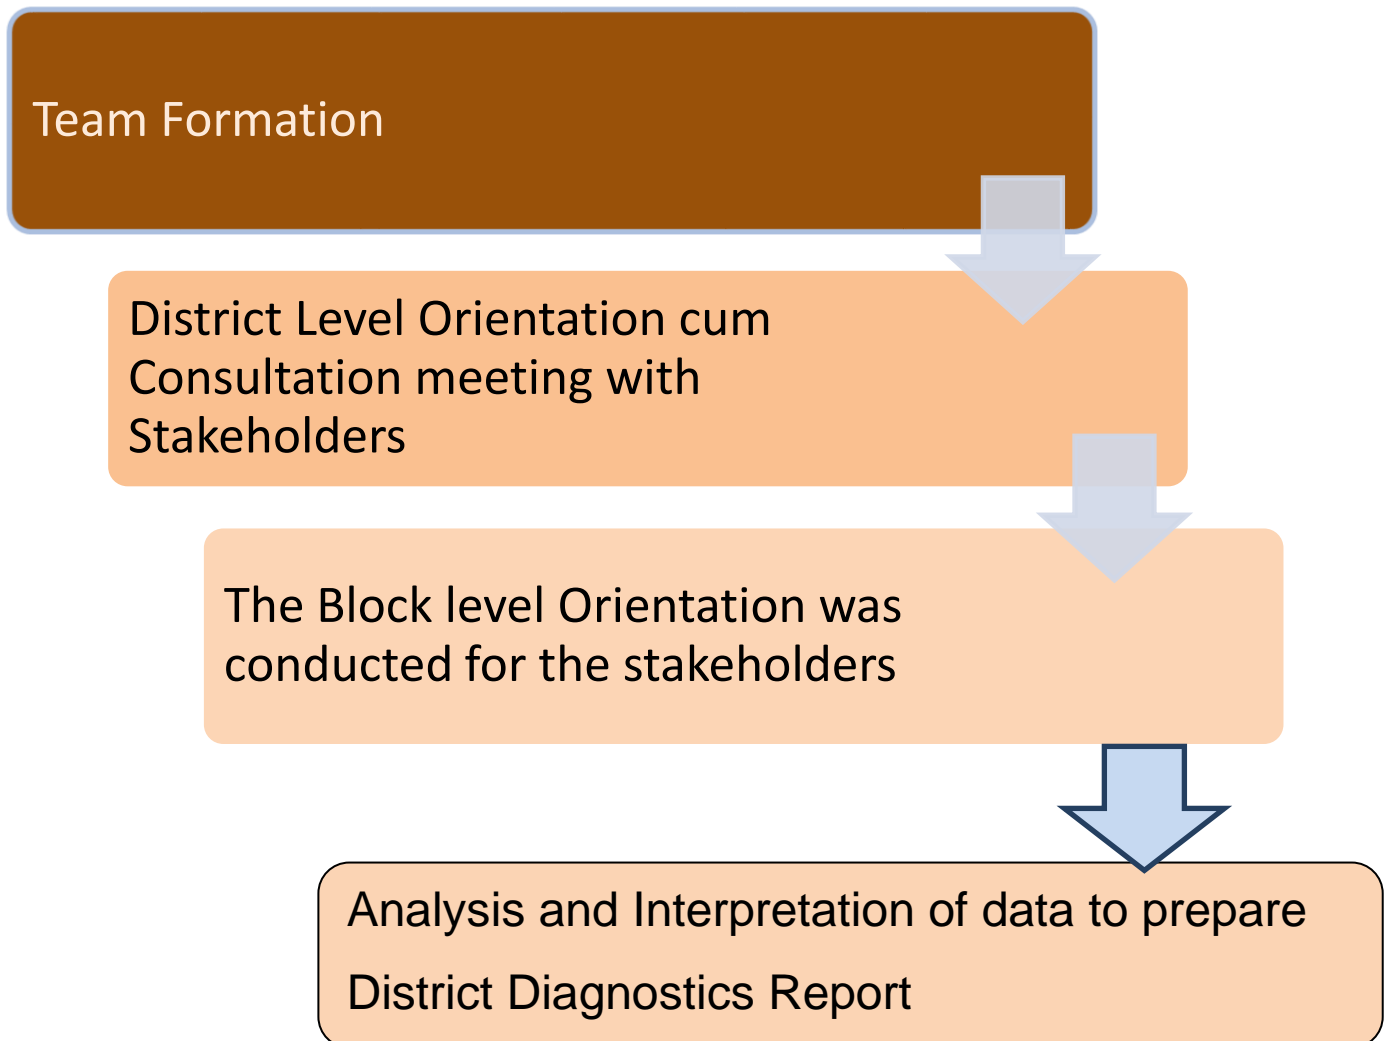 Team Formation
District Level Orientation cum
Consultation meeting with
Stakeholders
The Block level Orientation was
conducted for the stakeholders
Analysis and Interpretation of data to prepare
District Diagnostics Report